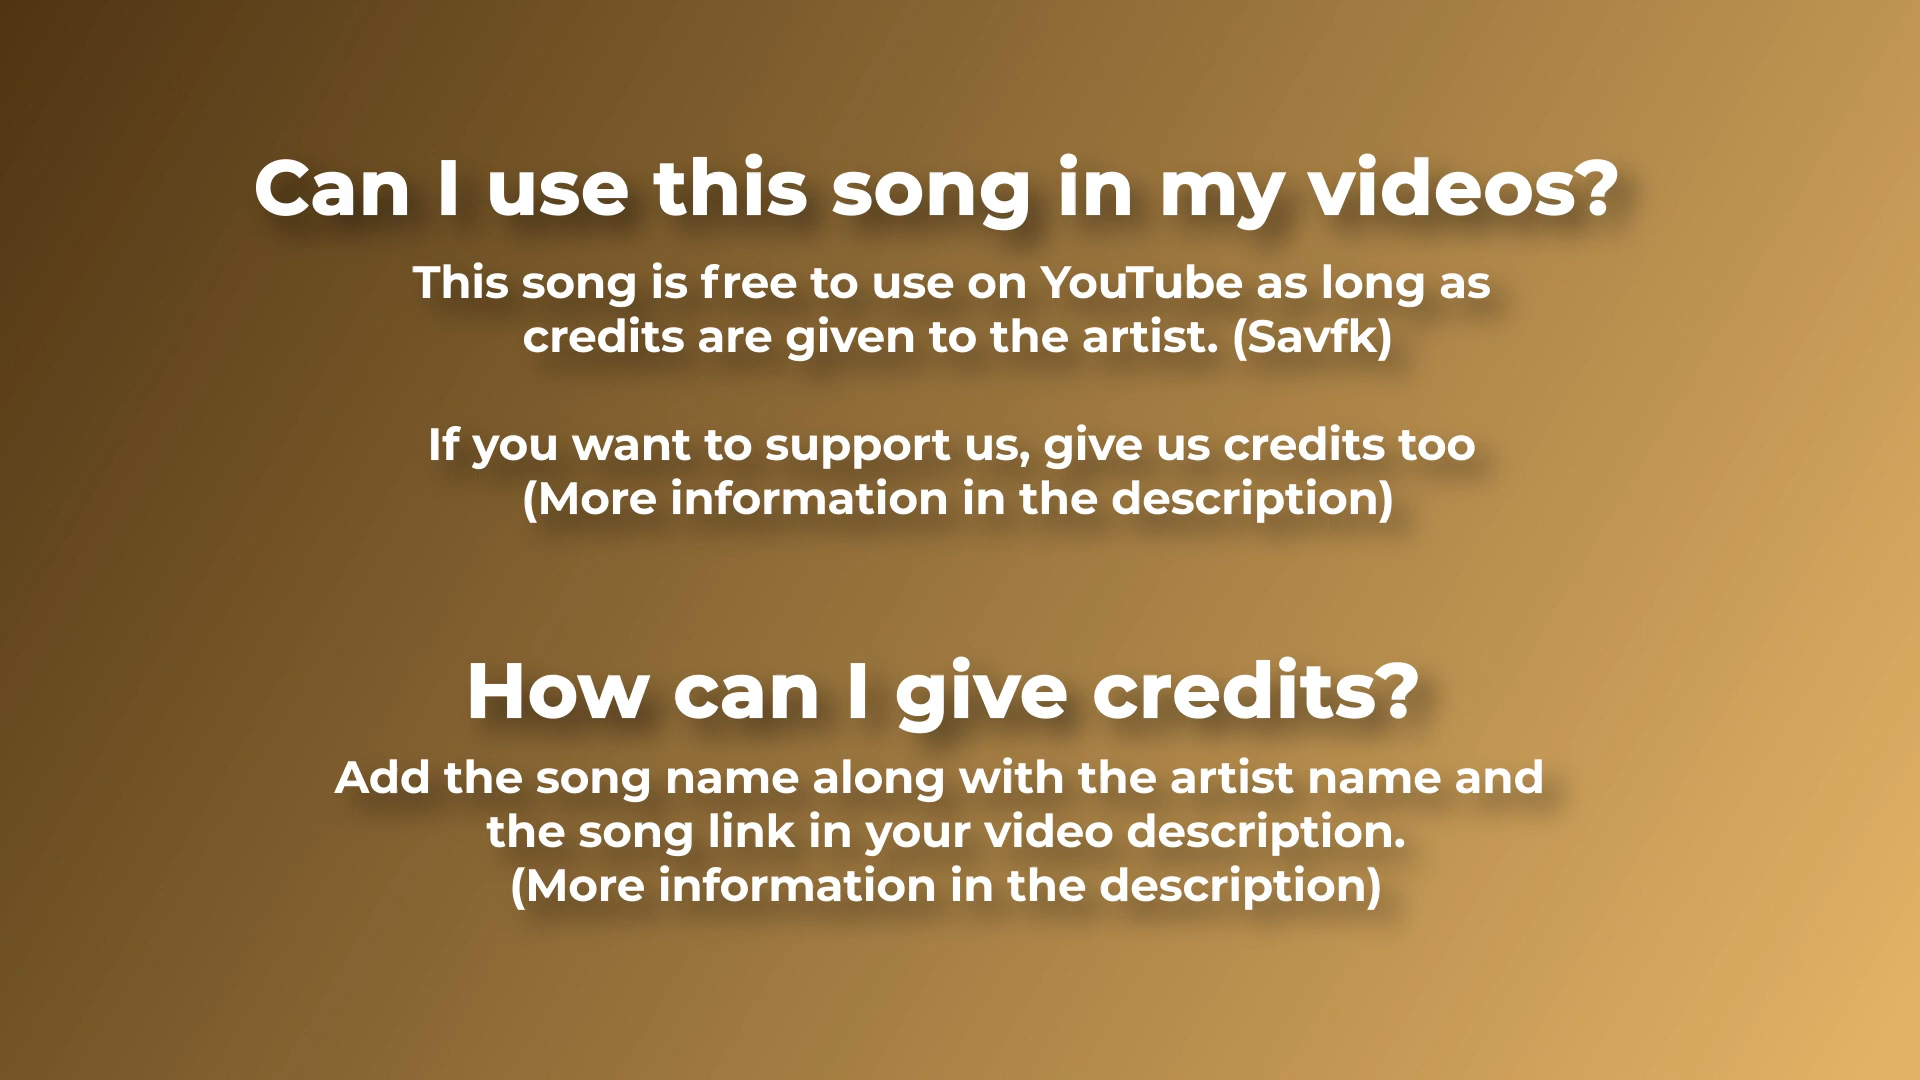 Can I use this song in my videos?
This song is free to use on YouTube as long as
credits are given to the artist. (Savfk)
If you want to support us, give us credits too
(More information in the description)
How can I give credits?
Add the song name along with the artist name and
the song link in your video description.
(More information in the description)